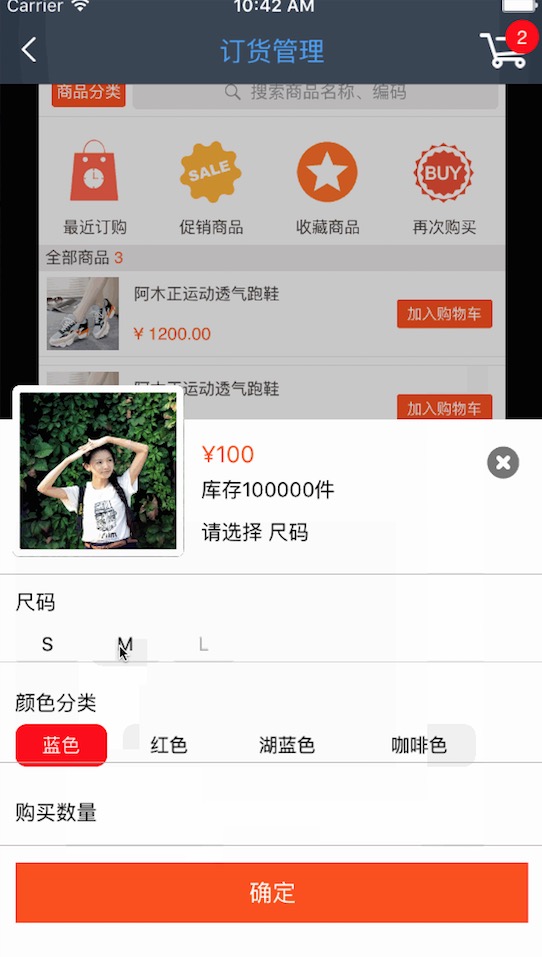 Carrier 10:42 AM
订货管理 2
商品分类 搜索商品名称、编码
SALE BUY
最近订购 促销商品 收藏商品 再次购买
全部商品 3
阿木正运动透气跑鞋
加入购物车
¥ 1200.00
阿木正运动透气跑鞋
加入购物车
¥100
库存100000件
请选择 尺码
尺码
S M L
颜色分类
蓝色 红色 湖蓝色 咖啡色
购买数量
确定